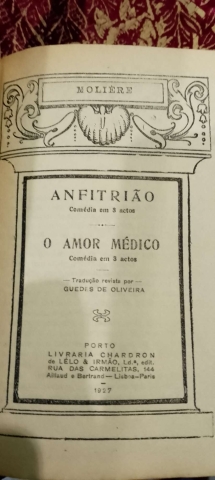 MOLIÈRE
ANFITRIÃO
Comédia em 3 actos
O AMOR MÉDICO
Comédia em 3 actos
— Tradução revista por —
GUEDES DE OLIVEIRA
PORTO
LIVRARIA CHARDRON
de LÉLO & IRMÃO, L.da, edit.
RUA DAS CARMELITAS, 144
Aillaud e Bertrand — Lisboa-Paris
1927